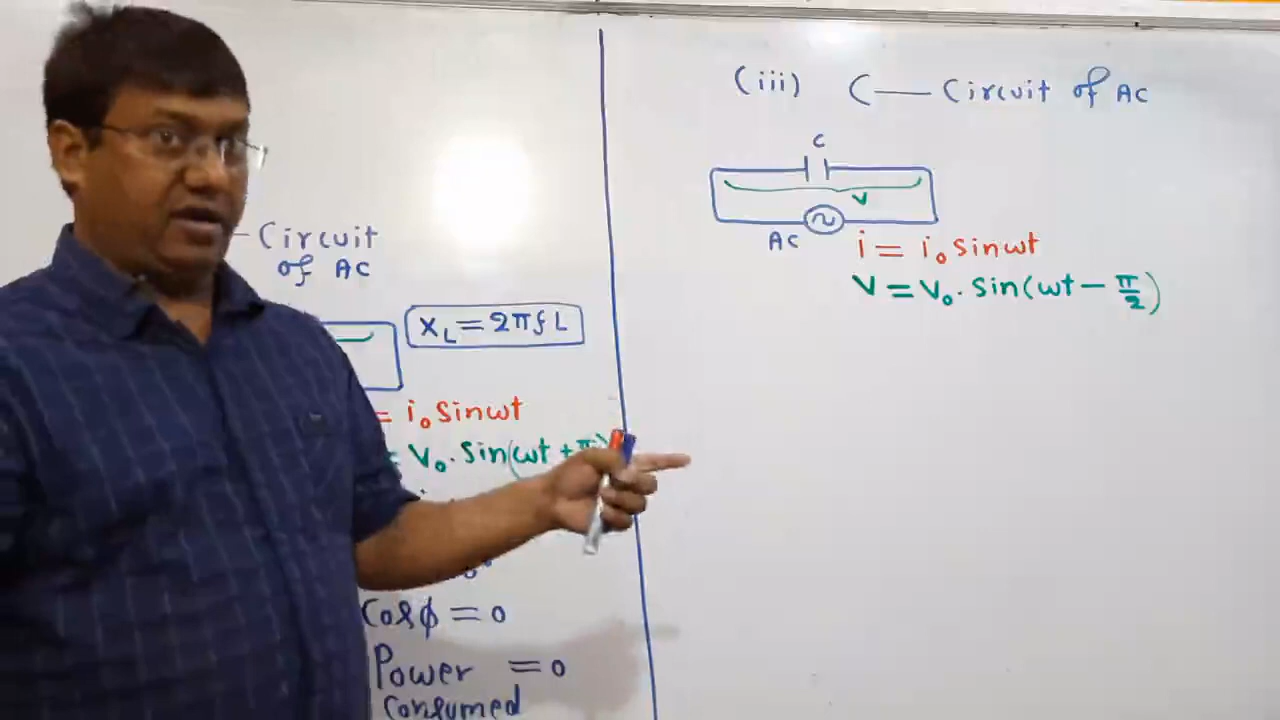 Circuit
of AC
X_L = 2πfL
= i₀ sinωt
= V₀. Sin(ωt + π
Cosφ = 0
Power = 0
Consumed
(iii) C — Circuit of AC
C
V
AC
i = i₀ sinωt
V = V₀. Sin(ωt − π/2)